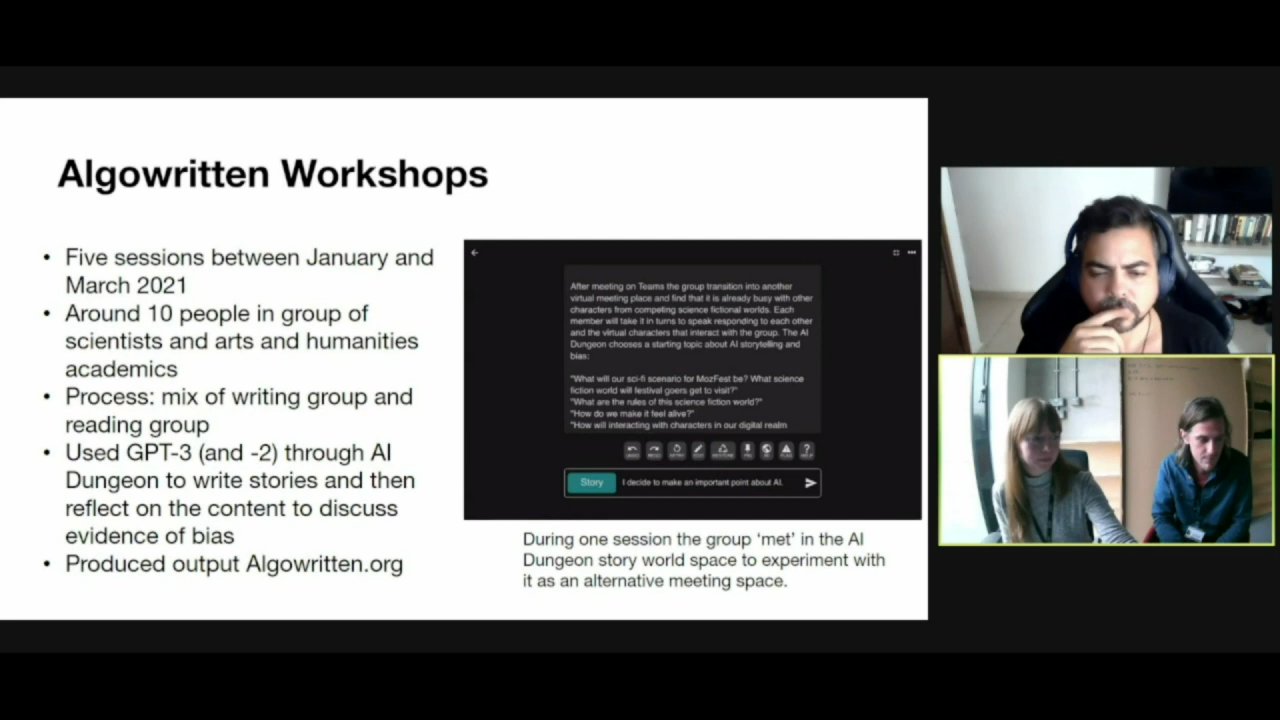 Algowritten Workshops
• Five sessions between January and
March 2021
• Around 10 people in group of
scientists and arts and humanities
academics
• Process: mix of writing group and
reading group
• Used GPT-3 (and -2) through AI
Dungeon to write stories and then
reflect on the content to discuss
evidence of bias
• Produced output Algowritten.org
After meeting on Teams the group transition into another
virtual meeting place and find that it is already busy with other
characters from competing science fictional worlds. Each
member will take it in turns to speak responding to each other
and the virtual characters that interact with the group. The AI
Dungeon chooses a starting topic about AI storytelling and
bias:
"What will our sci-fi scenario for MozFest be? What science
fiction world will festival goers get to visit?"
"What are the rules of this science fiction world?"
"How do we make it feel alive?"
"How will interacting with characters in our digital realm
Story I decide to make an important point about AI.
During one session the group ‘met’ in the AI
Dungeon story world space to experiment with
it as an alternative meeting space.